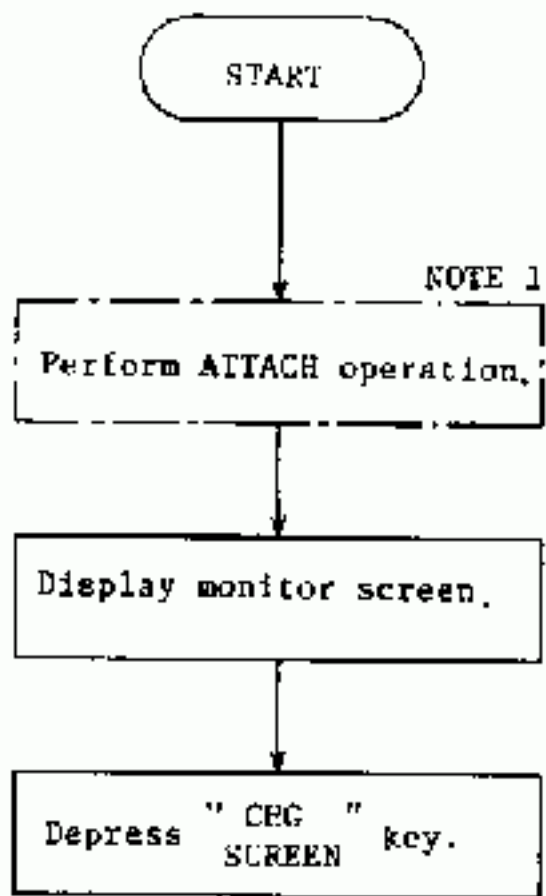 START
NOTE 1
Perform ATTACH operation.
Display monitor screen.
Depress " CHG " key.
SCREEN